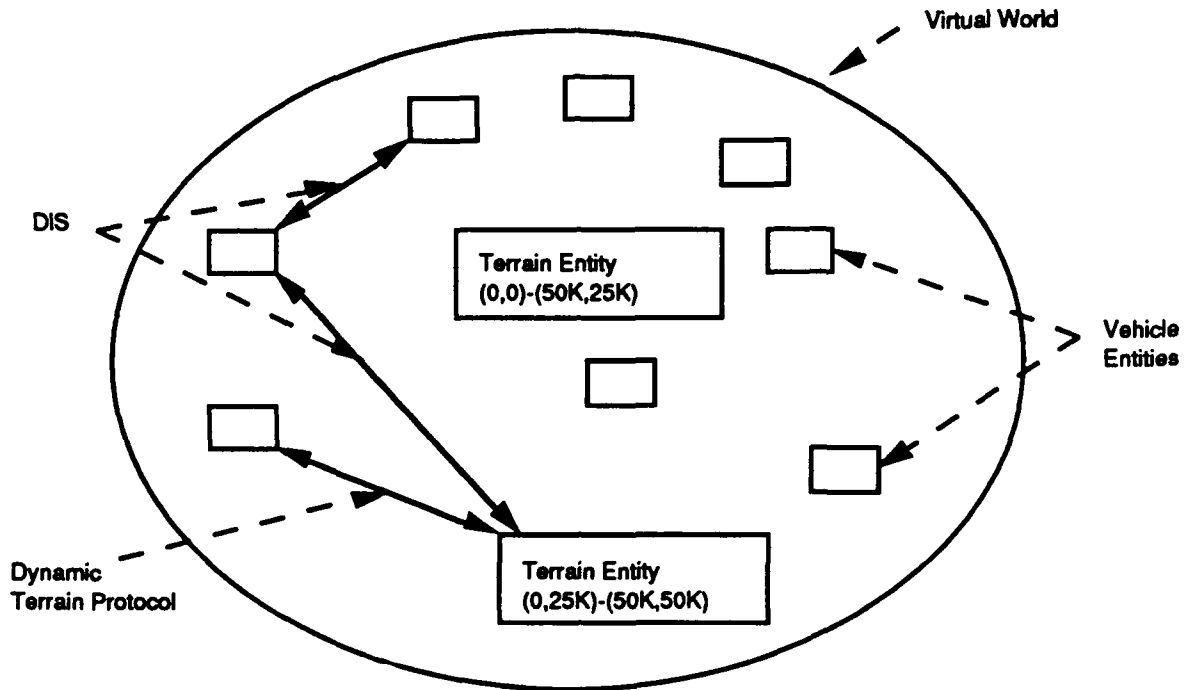 Virtual World
DIS
Terrain Entity
(0,0)-(50K,25K)
Vehicle
Entities
Dynamic
Terrain Protocol
Terrain Entity
(0,25K)-(50K,50K)